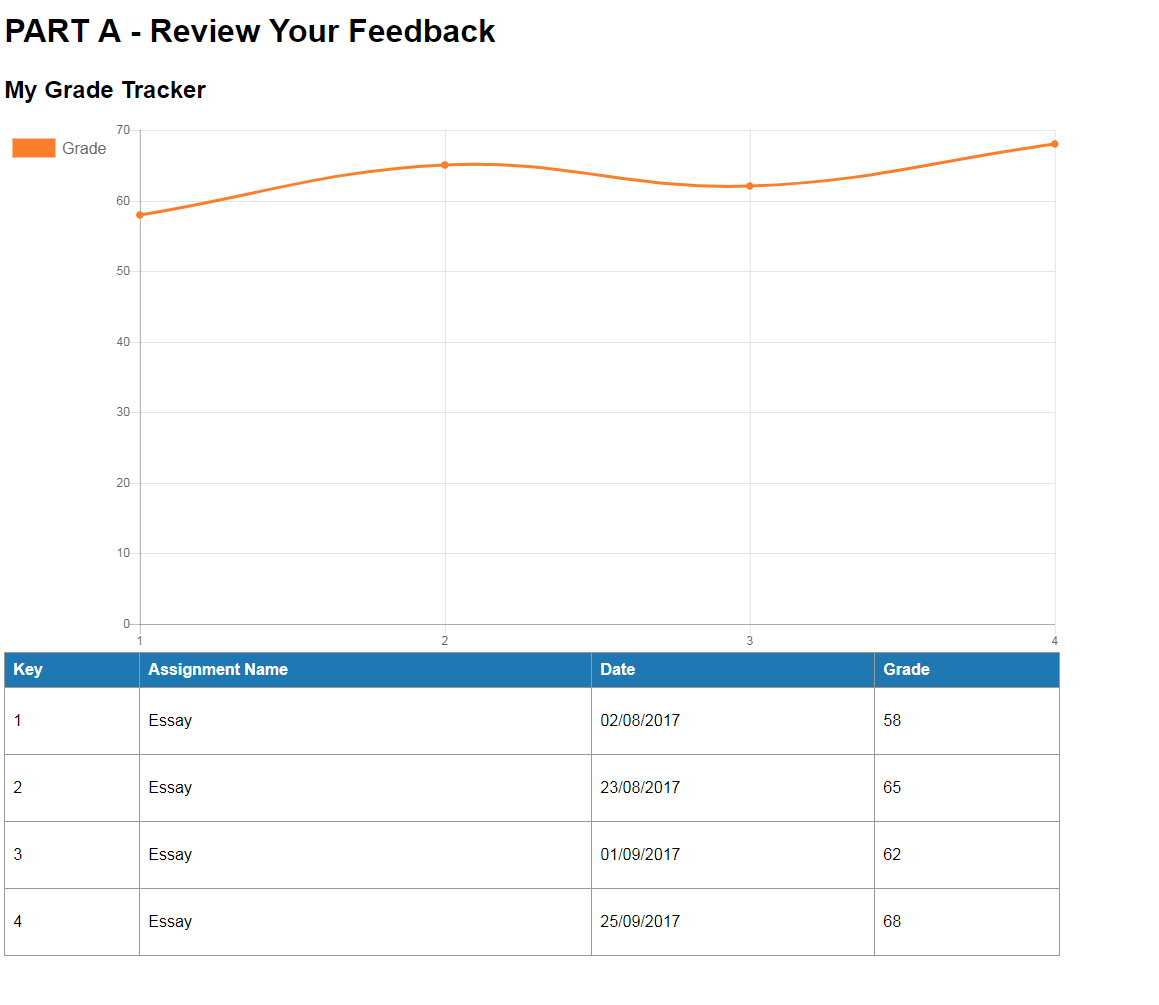 PART A - Review Your Feedback
My Grade Tracker
Grade
70
60
50
40
30
20
10
0
1 2 3 4
Key Assignment Name Date Grade
1 Essay 02/08/2017 58
2 Essay 23/08/2017 65
3 Essay 01/09/2017 62
4 Essay 25/09/2017 68